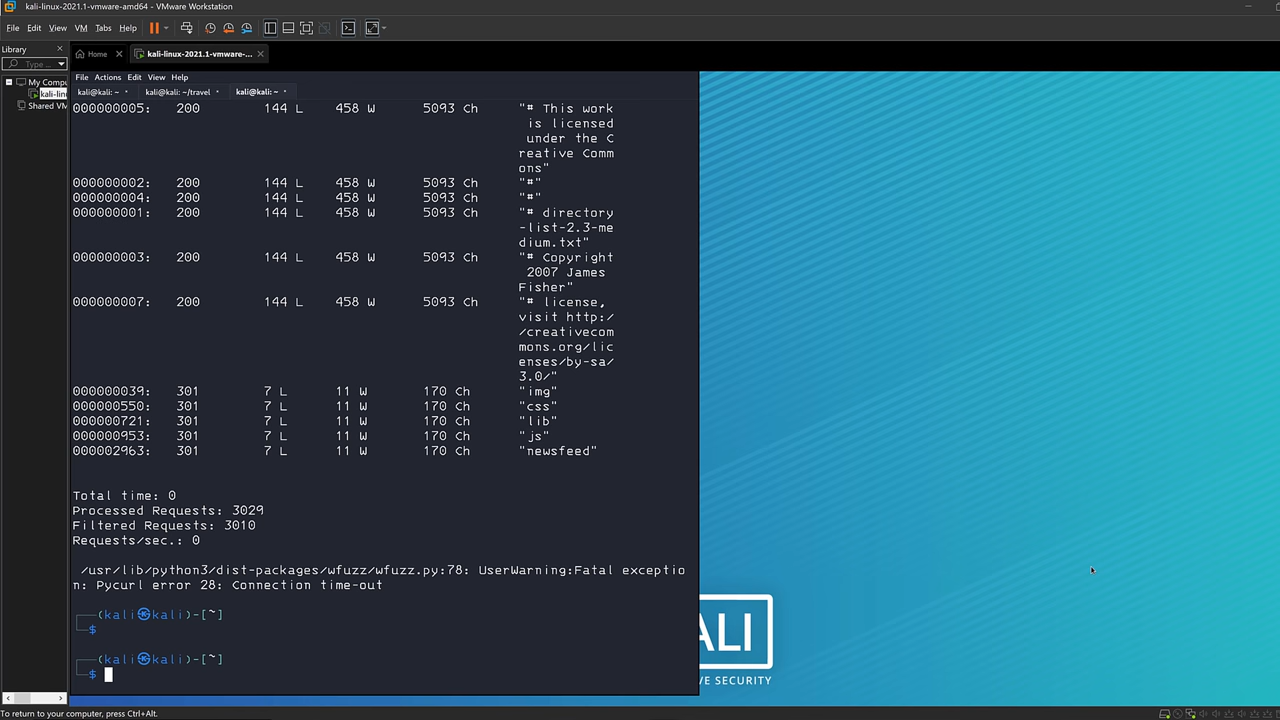 kali-linux-2021.1-vmware-amd64 - VMware Workstation
File Edit View VM Tabs Help
Library
Type ...
My Compu
kali-lin
Shared VM
Home
kali-linux-2021.1-vmware-...
File Actions Edit View Help
kali@kali: ~
kali@kali: ~/travel
kali@kali: ~
000000005: 200 144 L 458 W 5093 Ch "# This work
is licensed
under the C
reative Comm
ons"
000000002: 200 144 L 458 W 5093 Ch "#"
000000004: 200 144 L 458 W 5093 Ch "#"
000000001: 200 144 L 458 W 5093 Ch "# directory
-list-2.3-me
dium.txt"
000000003: 200 144 L 458 W 5093 Ch "# Copyright
2007 James
Fisher"
000000007: 200 144 L 458 W 5093 Ch "# license,
visit http:/
/creativecom
mons.org/lic
enses/by-sa/
3.0/"
000000039: 301 7 L 11 W 170 Ch "img"
000000550: 301 7 L 11 W 170 Ch "css"
000000721: 301 7 L 11 W 170 Ch "lib"
000000953: 301 7 L 11 W 170 Ch "js"
000002963: 301 7 L 11 W 170 Ch "newsfeed"
Total time: 0
Processed Requests: 3029
Filtered Requests: 3010
Requests/sec.: 0
/usr/lib/python3/dist-packages/wfuzz/wfuzz.py:78: UserWarning:Fatal exceptio
n: Pycurl error 28: Connection time-out
(kali㉿kali)-[~]
$
(kali㉿kali)-[~]
$
ALI
VE SECURITY
To return to your computer, press Ctrl+Alt.